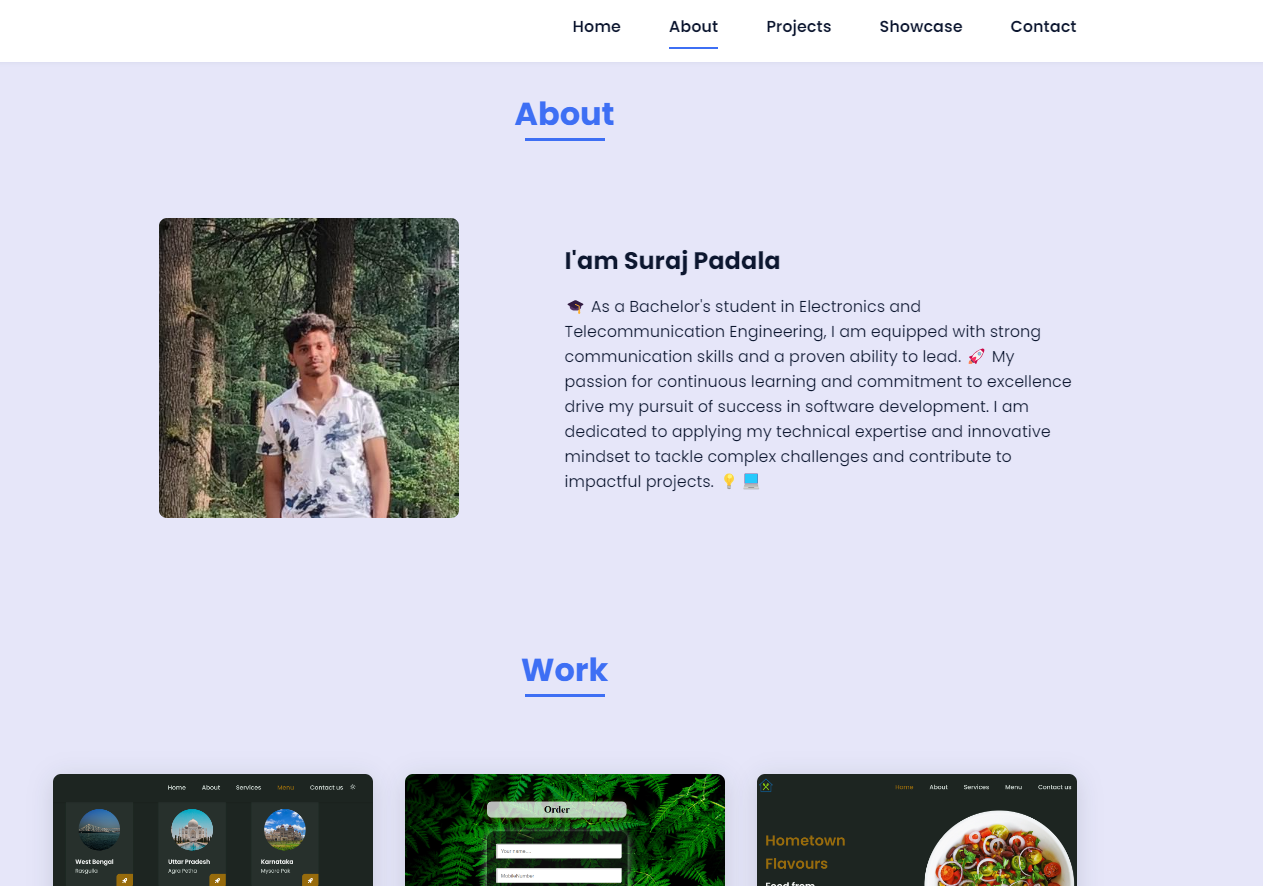 Home About Projects Showcase Contact
About
I'am Suraj Padala
🎓 As a Bachelor's student in Electronics and
Telecommunication Engineering, I am equipped with strong
communication skills and a proven ability to lead. 🚀 My
passion for continuous learning and commitment to excellence
drive my pursuit of success in software development. I am
dedicated to applying my technical expertise and innovative
mindset to tackle complex challenges and contribute to
impactful projects. 💡 💻
Work
Home About Services Menu Contact us
West Bengal
Rasgulla
Uttar Pradesh
Agra Petha
Karnataka
Mysore Pak
Order
Your name...
MobileNumber
Home About Services Menu Contact us
Hometown
Flavours
Food from